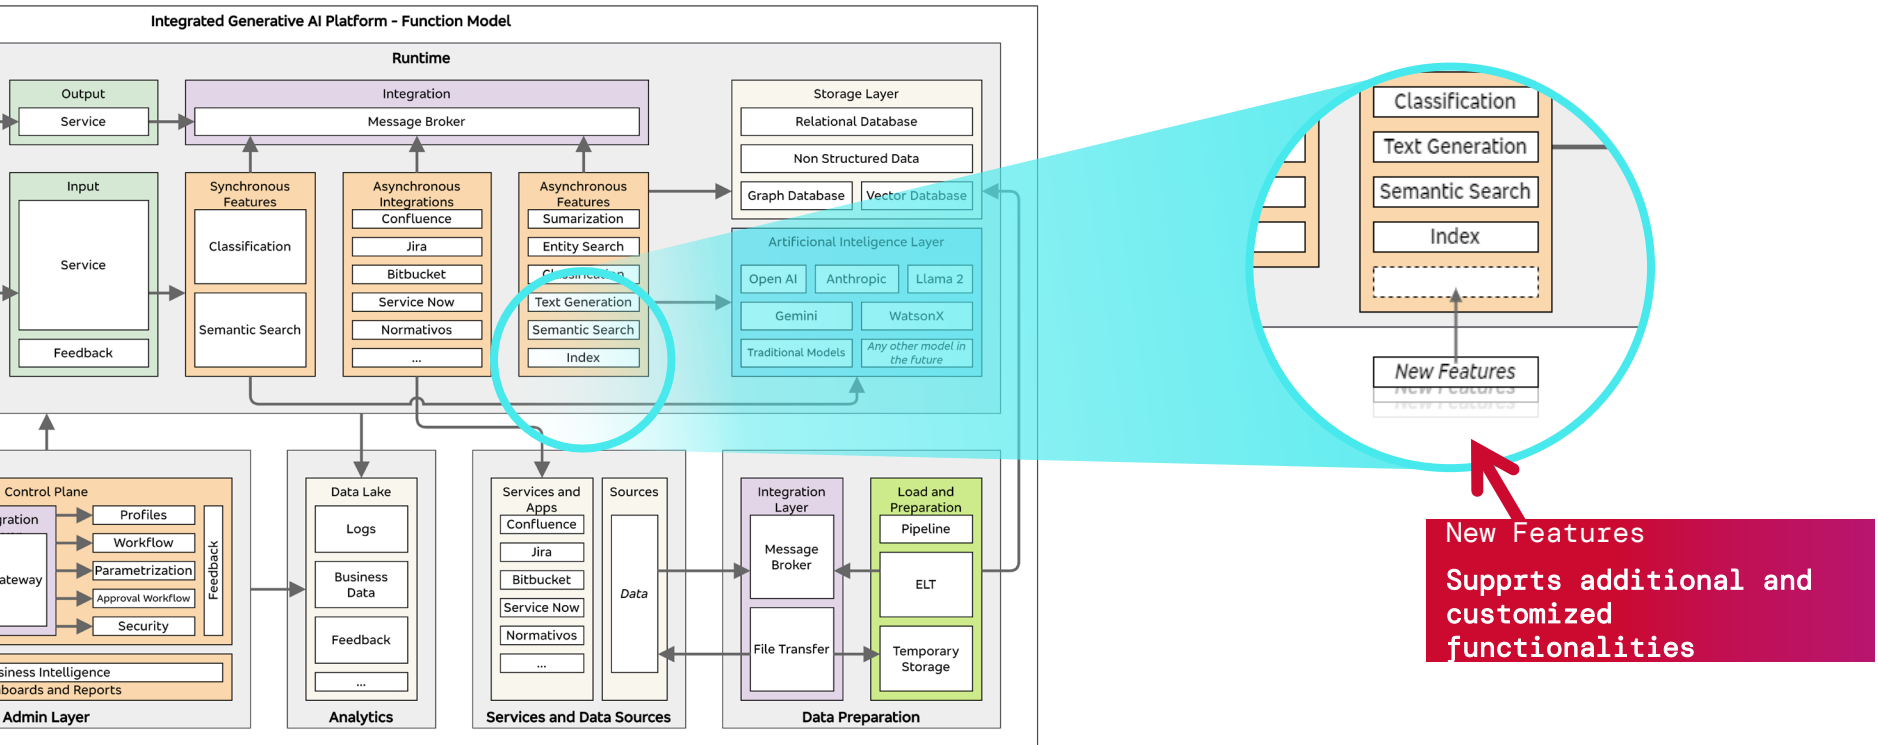 Integrated Generative AI Platform - Function Model
Runtime
Output
Service
Integration
Message Broker
Storage Layer
Relational Database
Non Structured Data
Graph Database
Vector Database
Input
Service
Feedback
Synchronous
Features
Classification
Semantic Search
Asynchronous
Integrations
Confluence
Jira
Bitbucket
Service Now
Normativos
...
Asynchronous
Features
Sumarization
Entity Search
Classification
Text Generation
Semantic Search
Index
Artificional Inteligence Layer
Open AI
Anthropic
Llama 2
Gemini
WatsonX
Traditional Models
Any other model in
the future
Control Plane
gration
ateway
Profiles
Workflow
Parametrization
Approval Workflow
Security
Feedback
siness Intelligence
boards and Reports
Admin Layer
Data Lake
Logs
Business
Data
Feedback
...
Analytics
Services and
Apps
Confluence
Jira
Bitbucket
Service Now
Normativos
...
Sources
Data
Services and Data Sources
Integration
Layer
Message
Broker
File Transfer
Load and
Preparation
Pipeline
ELT
Temporary
Storage
Data Preparation
Classification
Text Generation
Semantic Search
Index
New Features
New Features
New Features
Supprts additional and
customized
functionalities